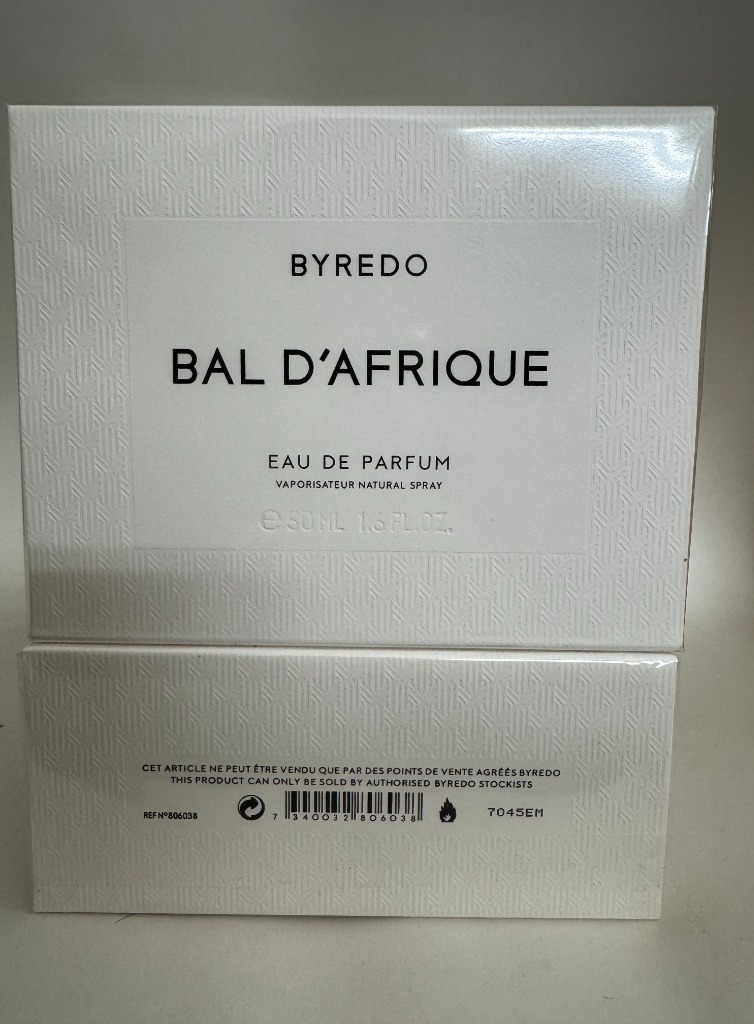 BYREDO
BAL D'AFRIQUE
EAU DE PARFUM
VAPORISATEUR NATURAL SPRAY
℮ 50 ML 1.6 FL.OZ.
CET ARTICLE NE PEUT ÊTRE VENDU QUE PAR DES POINTS DE VENTE AGRÉÉS BYREDO
THIS PRODUCT CAN ONLY BE SOLD BY AUTHORISED BYREDO STOCKISTS
REF Nº806038 7 340032 806038 7045EM